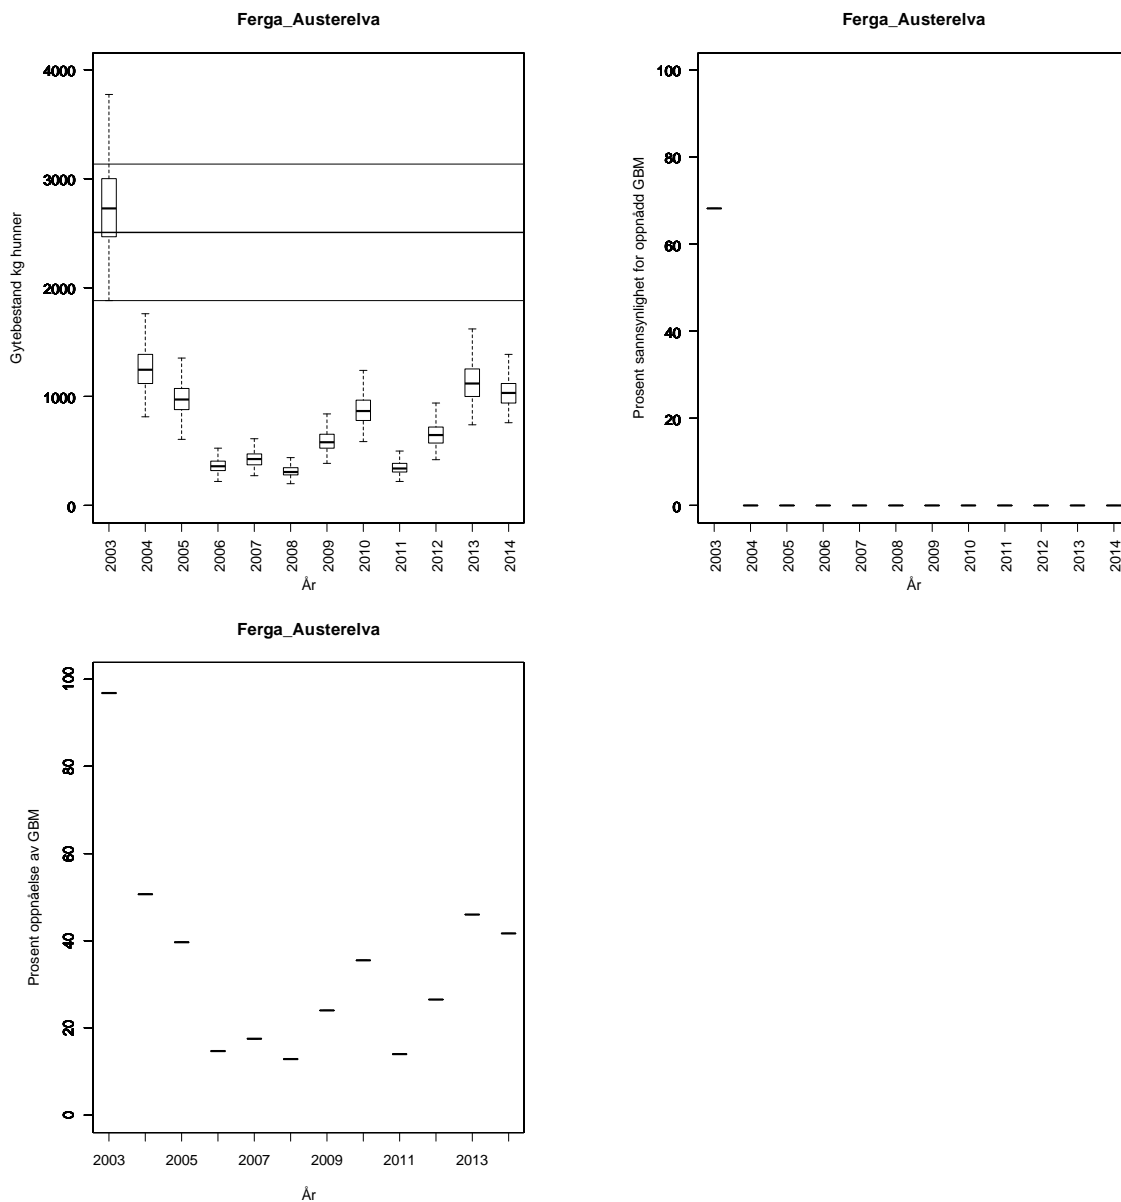 Ferga_Austerelva
Gytebestand kg hunner
4000
3000
2000
1000
0
2003 2004 2005 2006 2007 2008 2009 2010 2011 2012 2013 2014
År
Ferga_Austerelva
Prosent sannsynlighet for oppnådd GBM
100
80
60
40
20
0
2003 2004 2005 2006 2007 2008 2009 2010 2011 2012 2013 2014
År
Ferga_Austerelva
Prosent oppnåelse av GBM
100
80
60
40
20
0
2003 2005 2007 2009 2011 2013
År